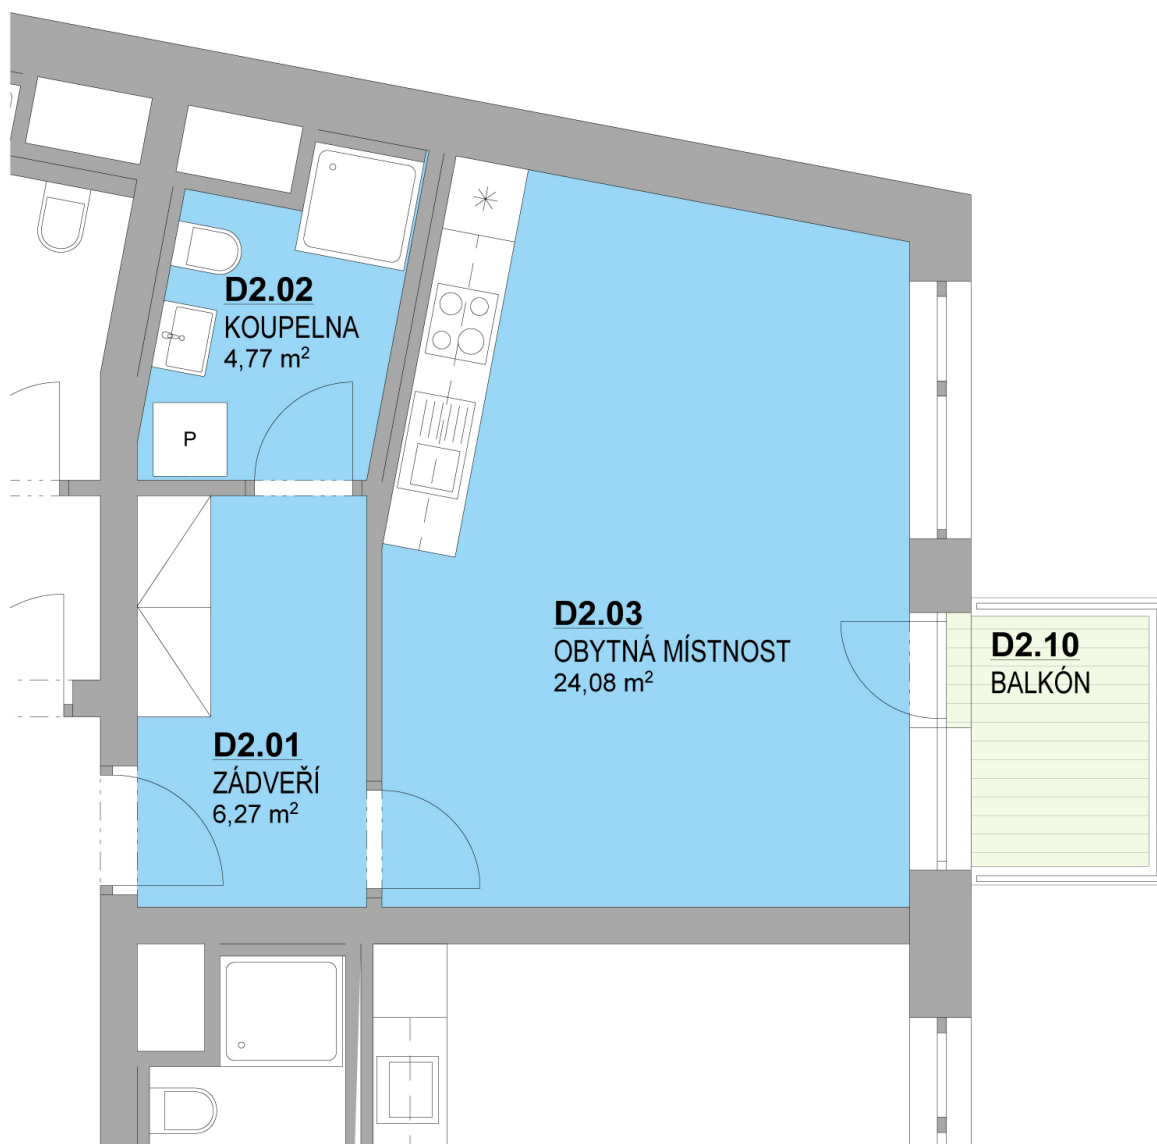 D2.02
KOUPELNA
4,77 m²
P
D2.03
OBYTNÁ MÍSTNOST
24,08 m²
D2.10
BALKÓN
D2.01
ZÁDVEŘÍ
6,27 m²